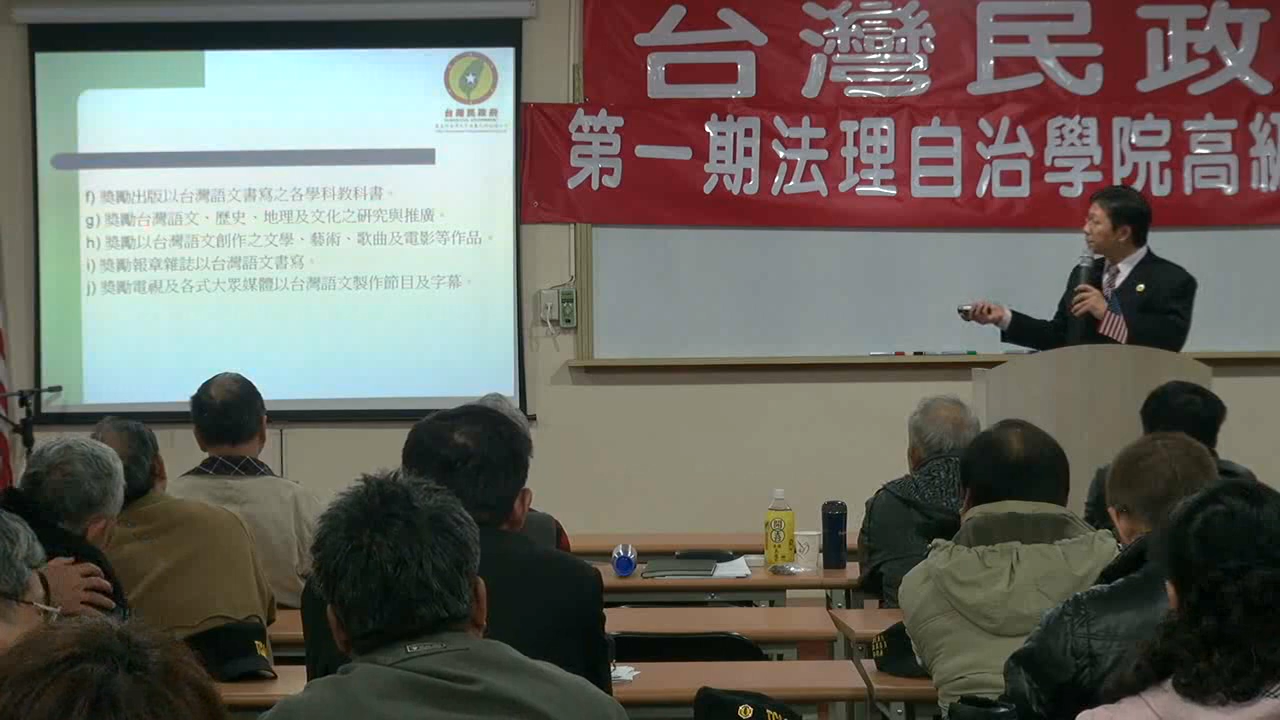 台灣民政
第一期法理自治學院高級
台灣民政府
f) 獎勵出版以台灣語文書寫之各學科教科書。
g) 獎勵台灣語文、歷史、地理及文化之研究與推廣。
h) 獎勵以台灣語文創作之文學、藝術、歌曲及電影等作品。
i) 獎勵報章雜誌以台灣語文書寫。
j) 獎勵電視及各式大眾媒體以台灣語文製作節目及字幕。
開喜